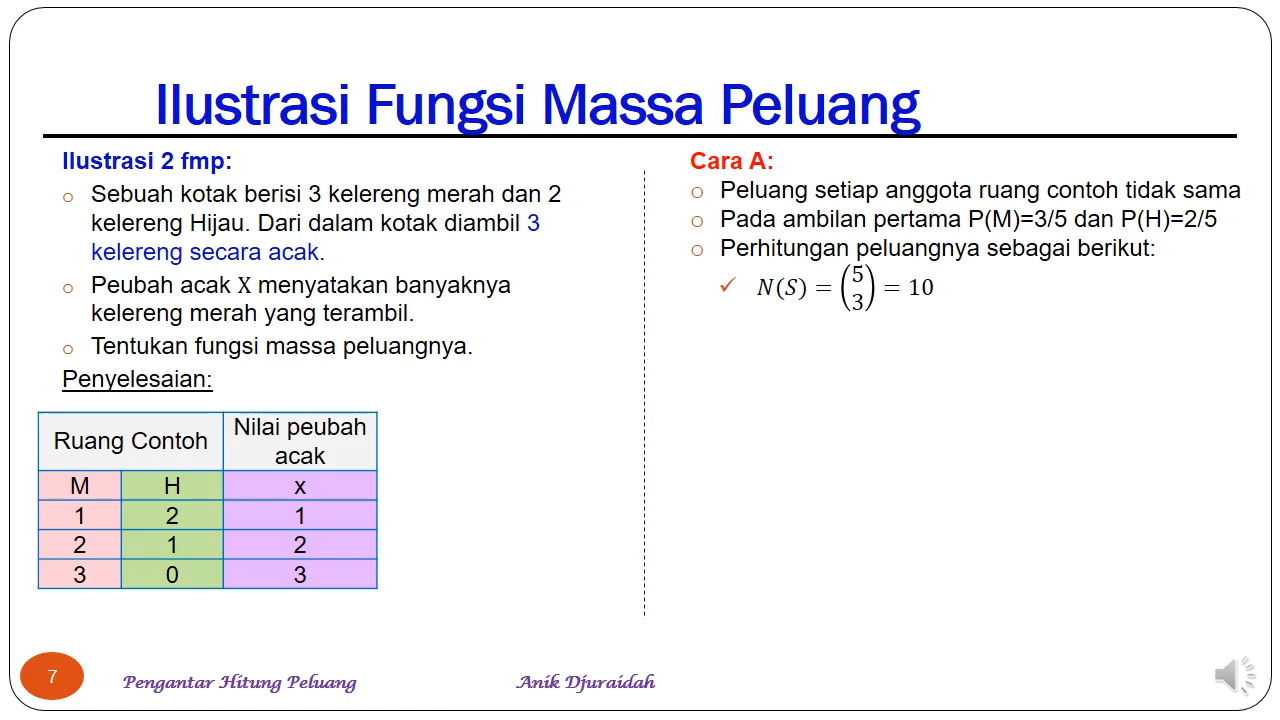 Ilustrasi Fungsi Massa Peluang
Ilustrasi 2 fmp:
o Sebuah kotak berisi 3 kelereng merah dan 2
kelereng Hijau. Dari dalam kotak diambil 3
kelereng secara acak.
o Peubah acak X menyatakan banyaknya
kelereng merah yang terambil.
o Tentukan fungsi massa peluangnya.
Penyelesaian:
Ruang Contoh Nilai peubah
acak
M H x
1 2 1
2 1 2
3 0 3
Cara A:
o Peluang setiap anggota ruang contoh tidak sama
o Pada ambilan pertama P(M)=3/5 dan P(H)=2/5
o Perhitungan peluangnya sebagai berikut:
✓ N(S) = (5 3) = 10
7
Pengantar Hitung Peluang
Anik Djuraidah